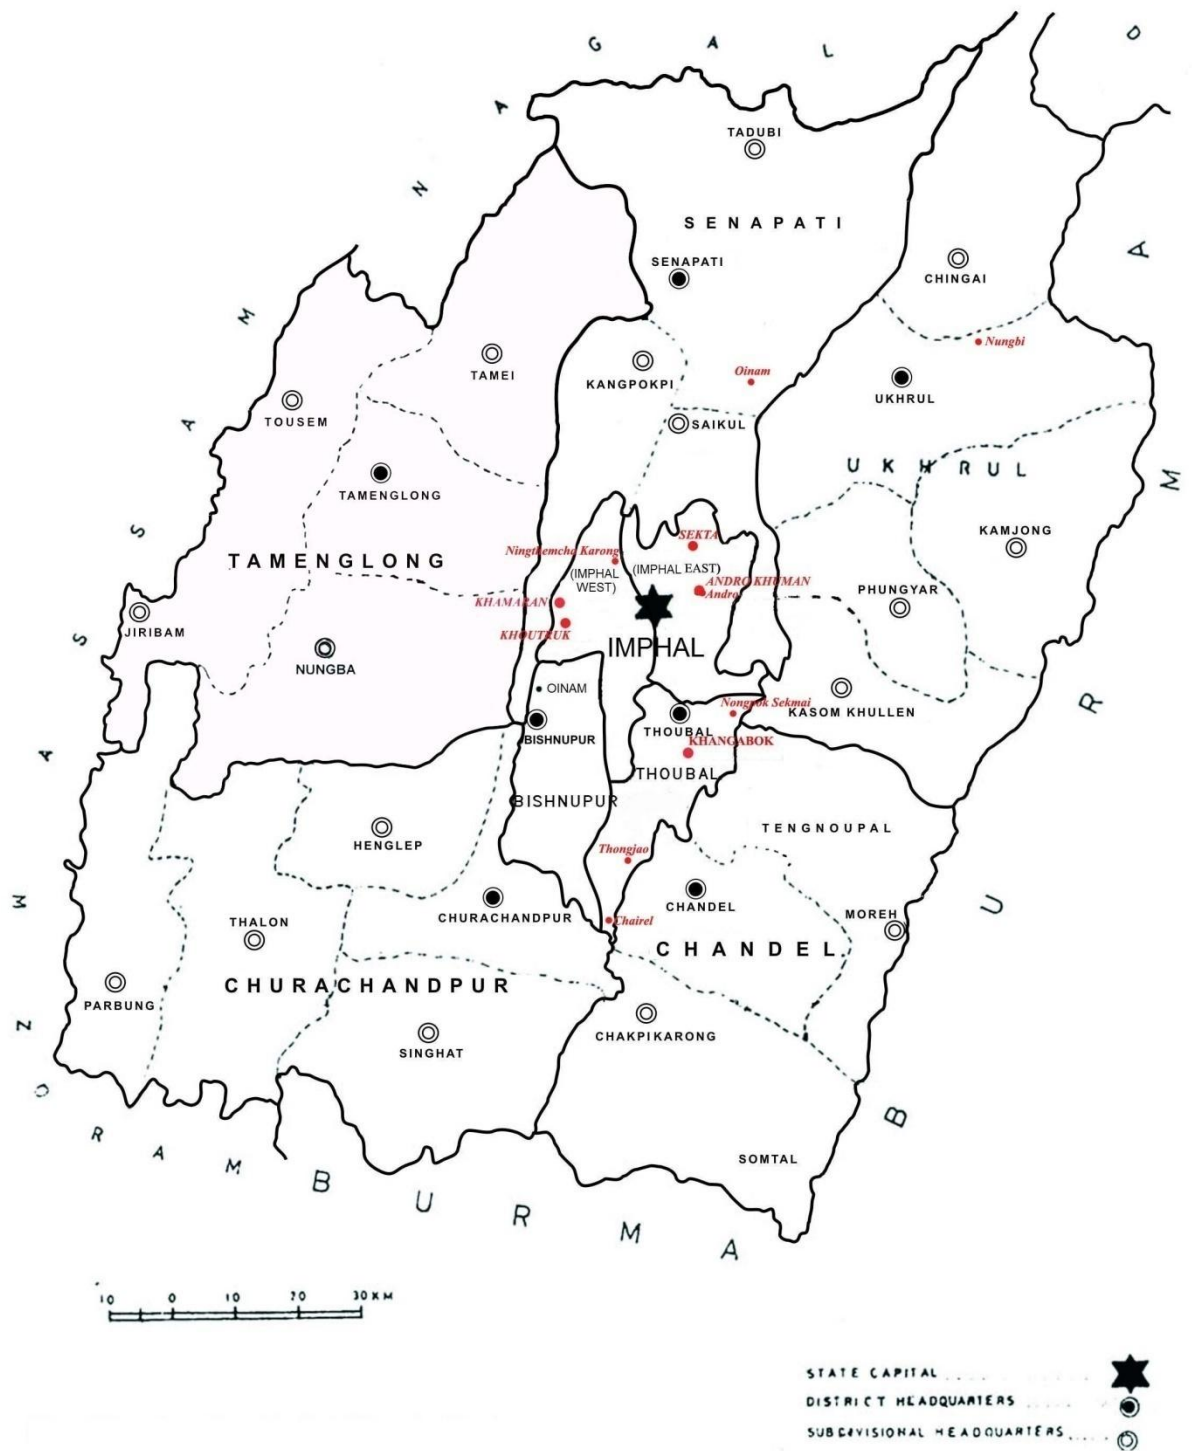 N A G A L A N D
TADUBI
SENAPATI
SENAPATI
CHINGAI
Nungbi
TAMEI
KANGPOKPI
Oinam
UKHRUL
TOUSEM
SAIKUL
UKHRUL
TAMENGLONG
KAMJONG
SEKTA
Ningthemcha Karong
(IMPHAL EAST)
TAMENGLONG
(IMPHAL
WEST)
ANDRO KHUMAN
Andro
PHUNGYAR
KHAMARAN
JIRIBAM
KHOUTRUK
IMPHAL
NUNGBA
OINAM
Nongpok Sekmai
KASOM KHULLEN
THOUBAL
BISHNUPUR
KHANGABOK
THOUBAL
BISHNUPUR
TENGNOUPAL
HENGLEP
Thongjao
CHANDEL
MOREH
CHURACHANDPUR
THALON
Chairel
CHANDEL
CHURACHANDPUR
PARBUNG
CHAKPIKARONG
SINGHAT
SOMTAL
A S S A M
M I Z O R A M
B U R M A
B U R M A
10 0 10 20 30 KM
STATE CAPITAL
DISTRICT HEADQUARTERS
SUBDIVISIONAL HEADQUARTERS